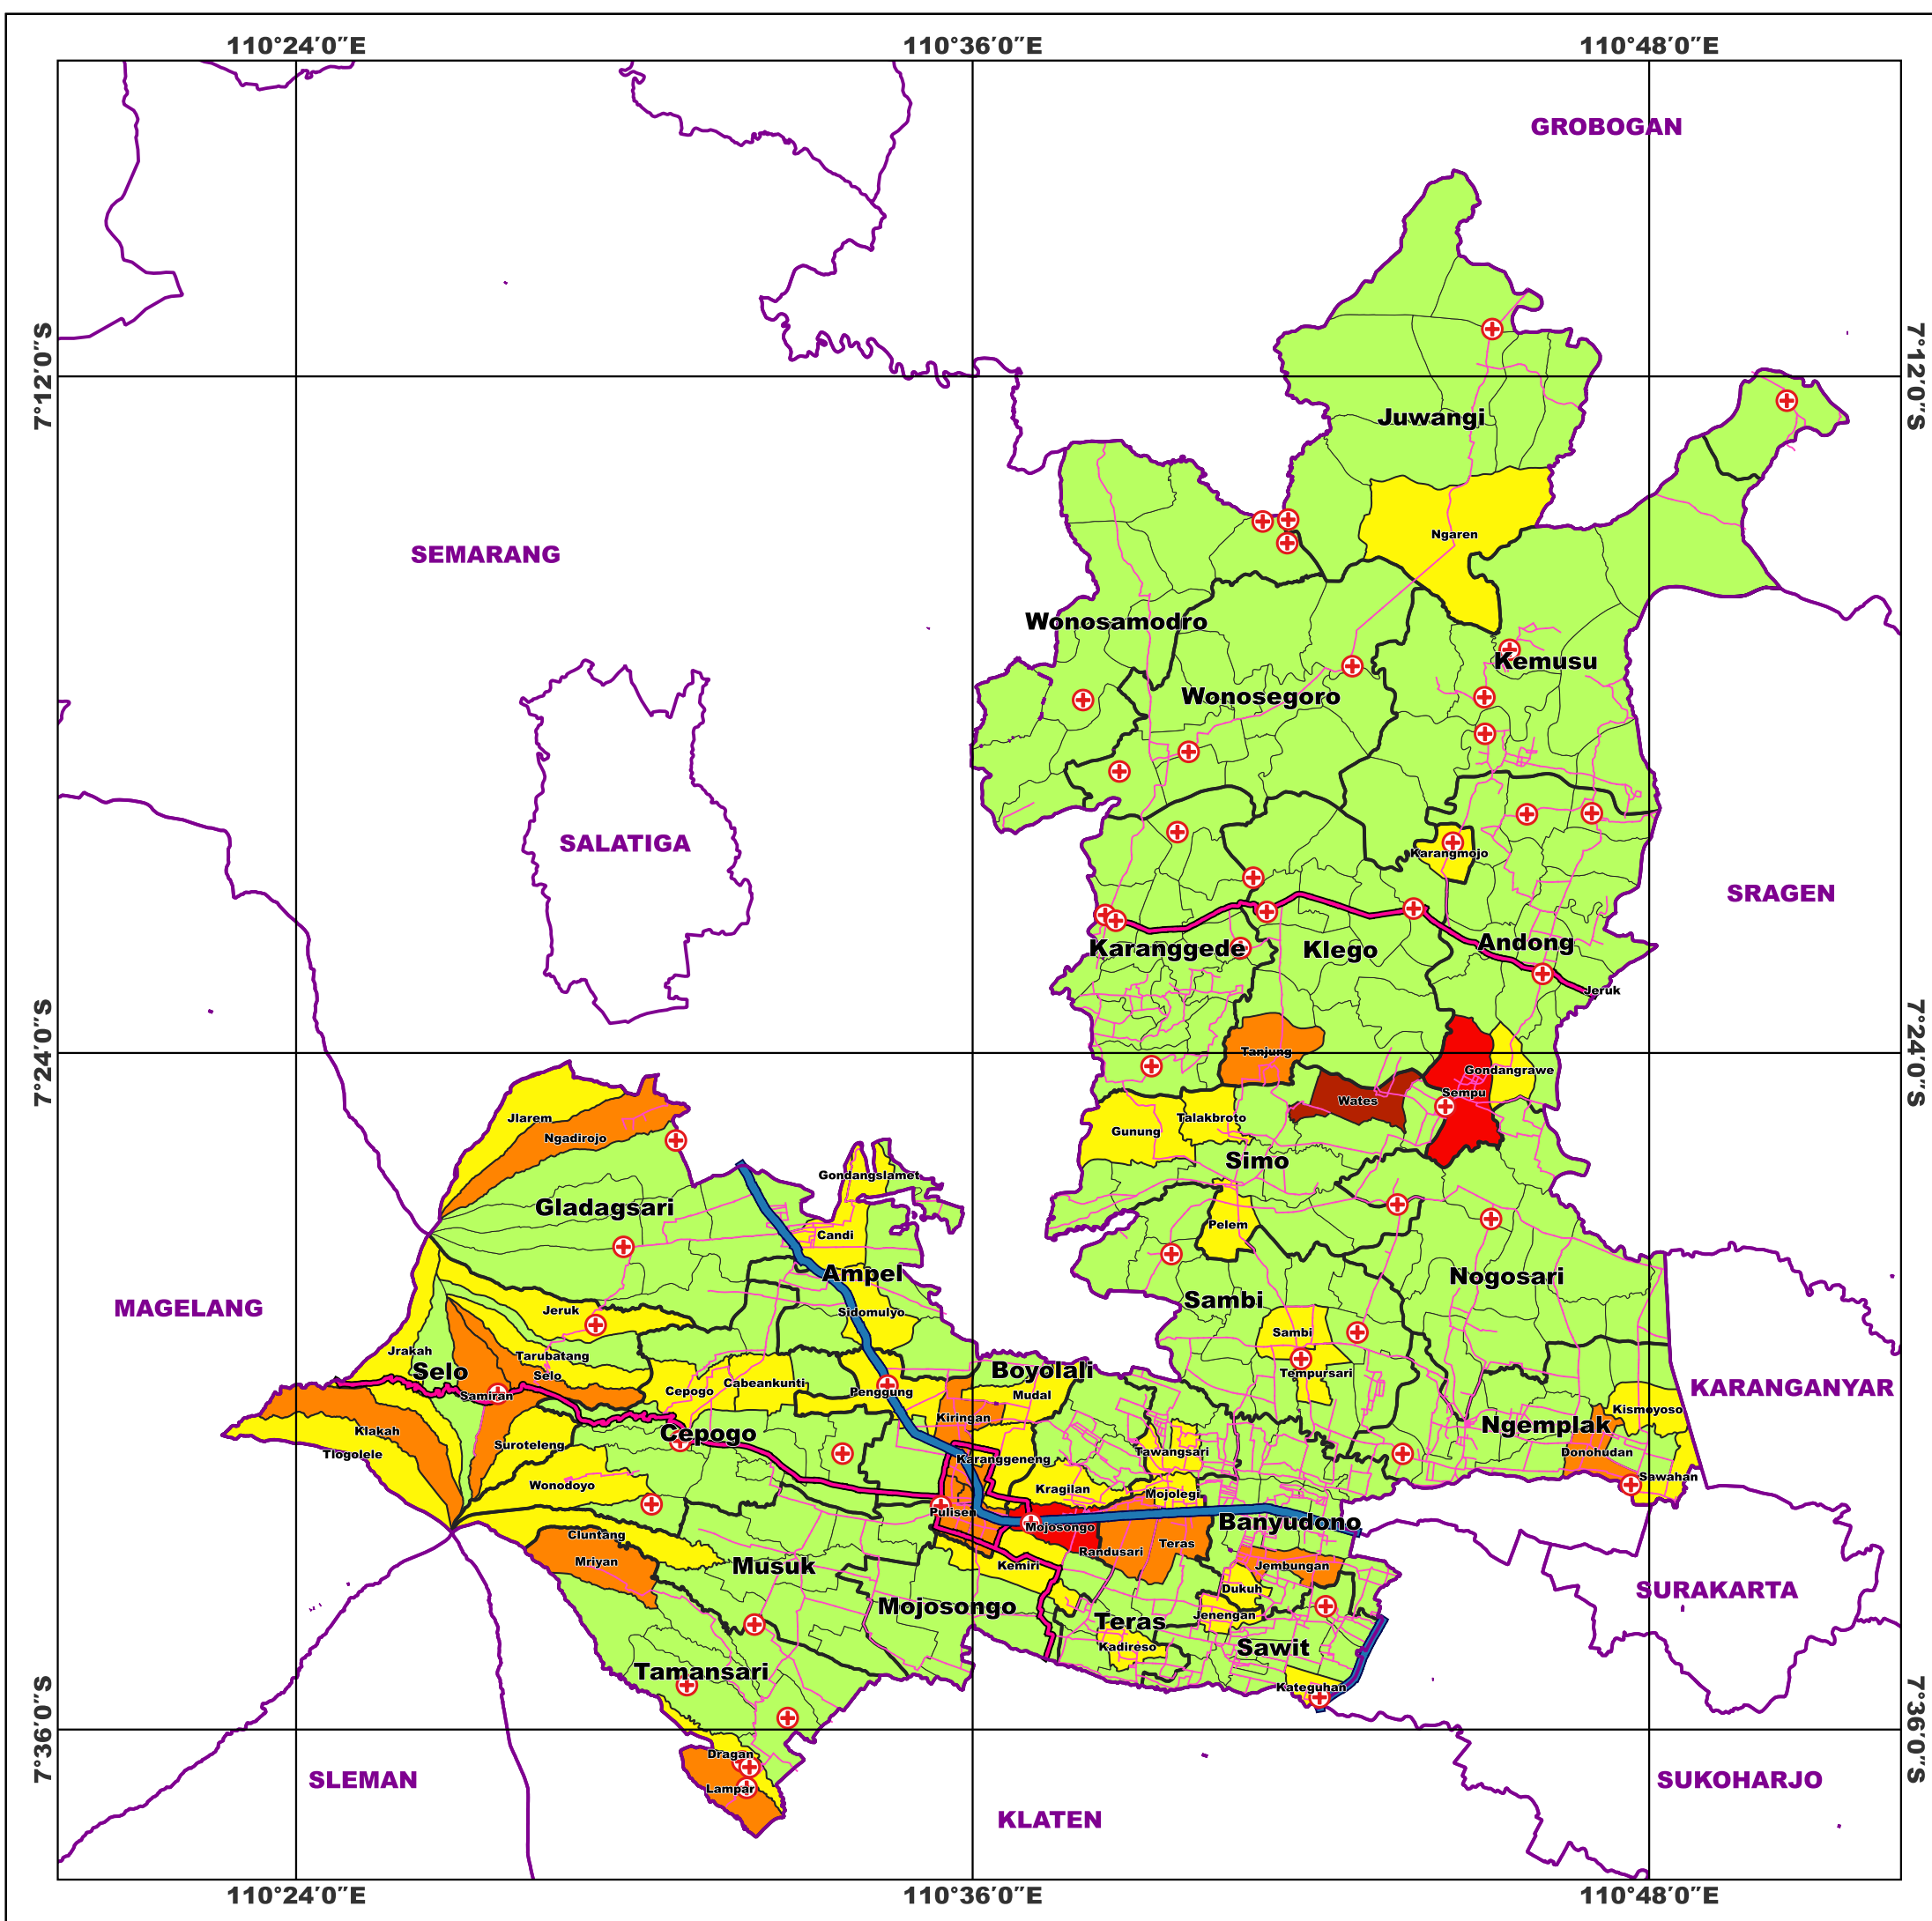 110°24′0″E
110°36′0″E
110°48′0″E
GROBOGAN
7°12′0″S
7°12′0″S
Juwangi
Ngaren
SEMARANG
Wonosamodro
Kemusu
Wonosegoro
SALATIGA
Karangmojo
SRAGEN
Karanggede
Klego
Andong
Jeruk
7°24′0″S
7°24′0″S
Tanjung
Gondangrawe
Sempu
Wates
Jlarem
Ngadirojo
Talakbroto
Gunung
Simo
Gondangslamet
Gladagsari
Pelem
Candi
Ampel
Nogosari
MAGELANG
Jeruk
Sidomulyo
Sambi
Sambi
Jrakah
Tarubatang
Selo
Selo
Samiran
Cepogo
Cabeankunti
Penggung
Boyolali
Mudal
Tempursari
KARANGANYAR
Kiringan
Kismoyoso
Ngemplak
Klakah
Tlogolele
Suroteleng
Cepogo
Karanggeneng
Tawangsari
Donohudan
Sawahan
Wonodoyo
Kragilan
Mojolegi
Pulisen
Mojosongo
Banyudono
Cluntang
Mriyan
Musuk
Kemiri
Randusari
Teras
Jembungan
Dukuh
SURAKARTA
Mojosongo
Teras
Jenengan
Kadireso
Sawit
Tamansari
Kateguhan
7°36′0″S
7°36′0″S
Dragan
Lampar
SLEMAN
KLATEN
SUKOHARJO
110°24′0″E
110°36′0″E
110°48′0″E